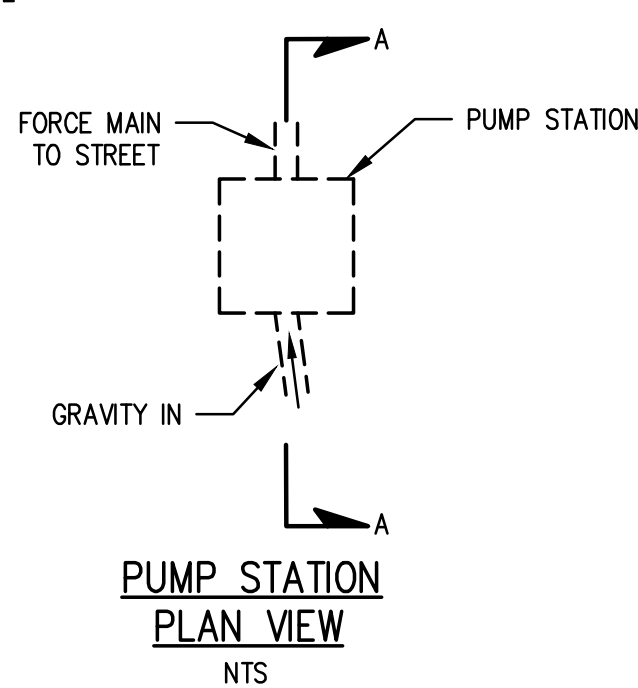 A
FORCE MAIN
TO STREET
PUMP STATION
GRAVITY IN
A
PUMP STATION
PLAN VIEW
NTS